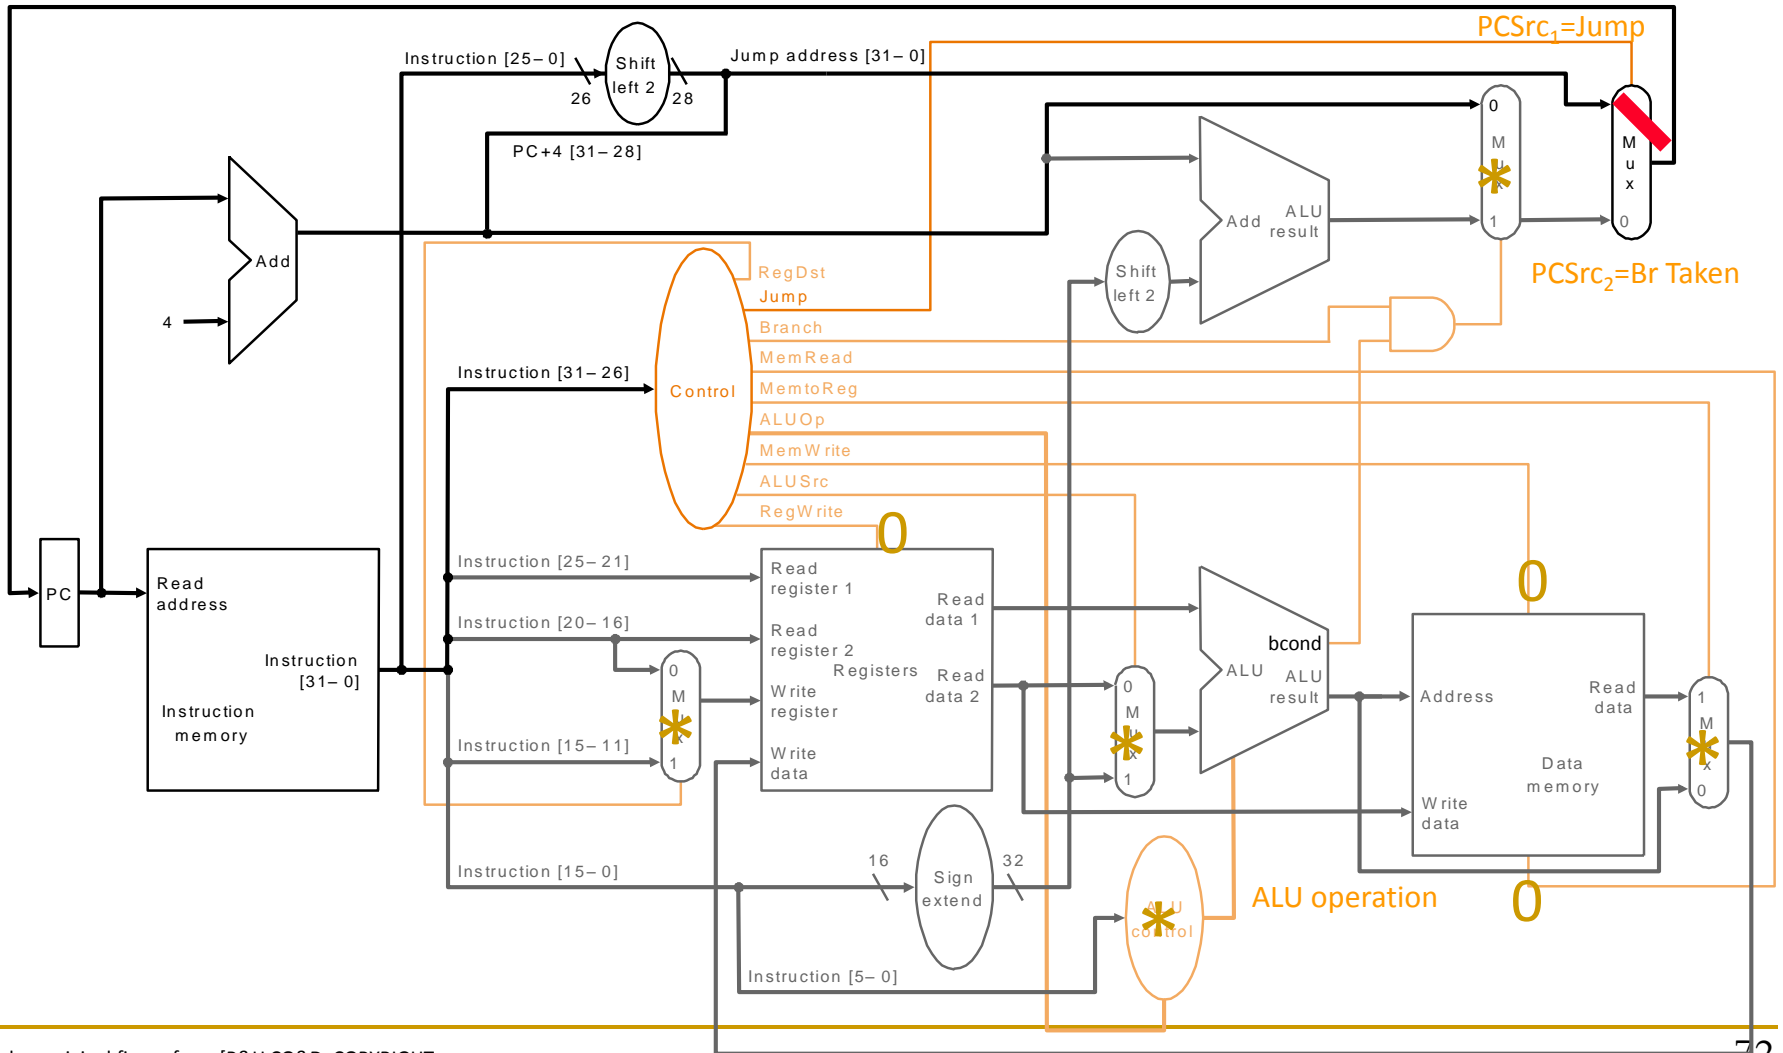 PCSrc1=Jump
Instruction [25–0]
26
Shift
left 2
28
Jump address [31–0]
PC+4 [31–28]
0
M
u
x
1
M
u
x
0
Add
ALU
result
Add
4
Shift
left 2
PCSrc2=Br Taken
RegDst
Jump
Branch
MemRead
MemtoReg
ALUOp
MemWrite
ALUSrc
RegWrite
Control
Instruction [31–26]
0
PC
Read
address
Instruction
[31–0]
Instruction
memory
Instruction [25–21]
Instruction [20–16]
Instruction [15–11]
Instruction [15–0]
Instruction [5–0]
0
M
*
x
1
Read
register 1
Read
register 2
Registers
Write
register
Write
data
Read
data 1
Read
data 2
0
M
u
*
x
1
bcond
ALU
ALU
result
0
Address
Read
data
Data
memory
Write
data
0
1
M
u
*
x
0
16
Sign
extend
32
ALU
control
*
ALU operation